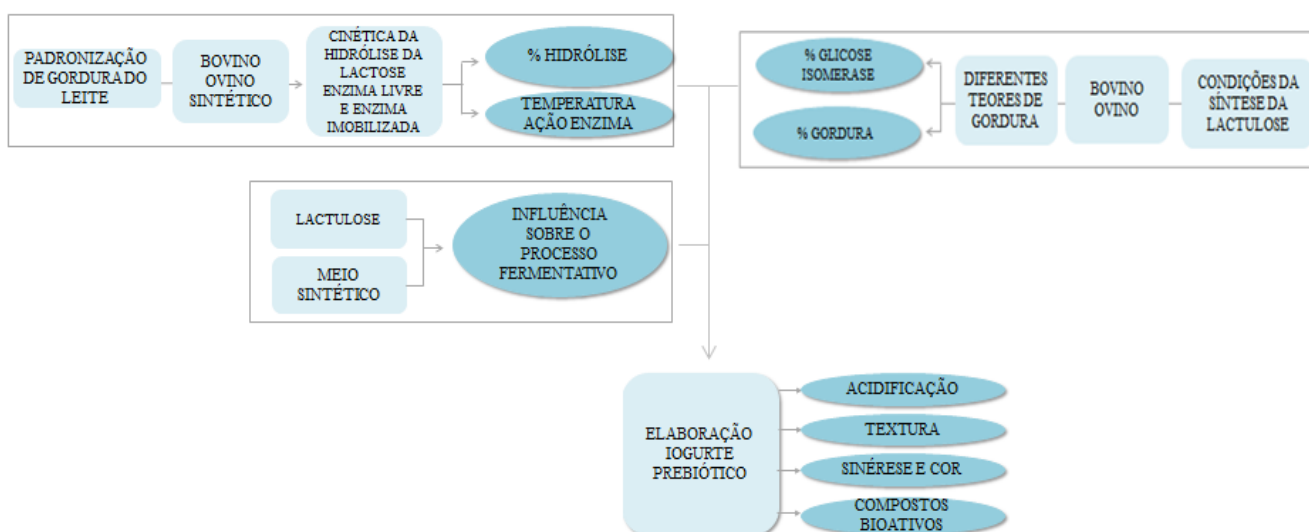 PADRONIZAÇÃO
DE GORDURA DO
LEITE
BOVINO
OVINO
SINTÉTICO
CINÉTICA DA
HIDRÓLISE DA
LACTOSE
ENZIMA LIVRE
E ENZIMA
IMOBILIZADA
% HIDRÓLISE
TEMPERATURA
AÇÃO ENZIMA
% GLICOSE
ISOMERASE
% GORDURA
DIFERENTES
TEORES DE
GORDURA
BOVINO
OVINO
CONDIÇÕES DA
SÍNTESE DA
LACTULOSE
LACTULOSE
MEIO
SINTÉTICO
INFLUÊNCIA
SOBRE O
PROCESSO
FERMENTATIVO
ELABORAÇÃO
IOGURTE
PREBIÓTICO
ACIDIFICAÇÃO
TEXTURA
SINÉRESE E COR
COMPOSTOS
BIOATIVOS